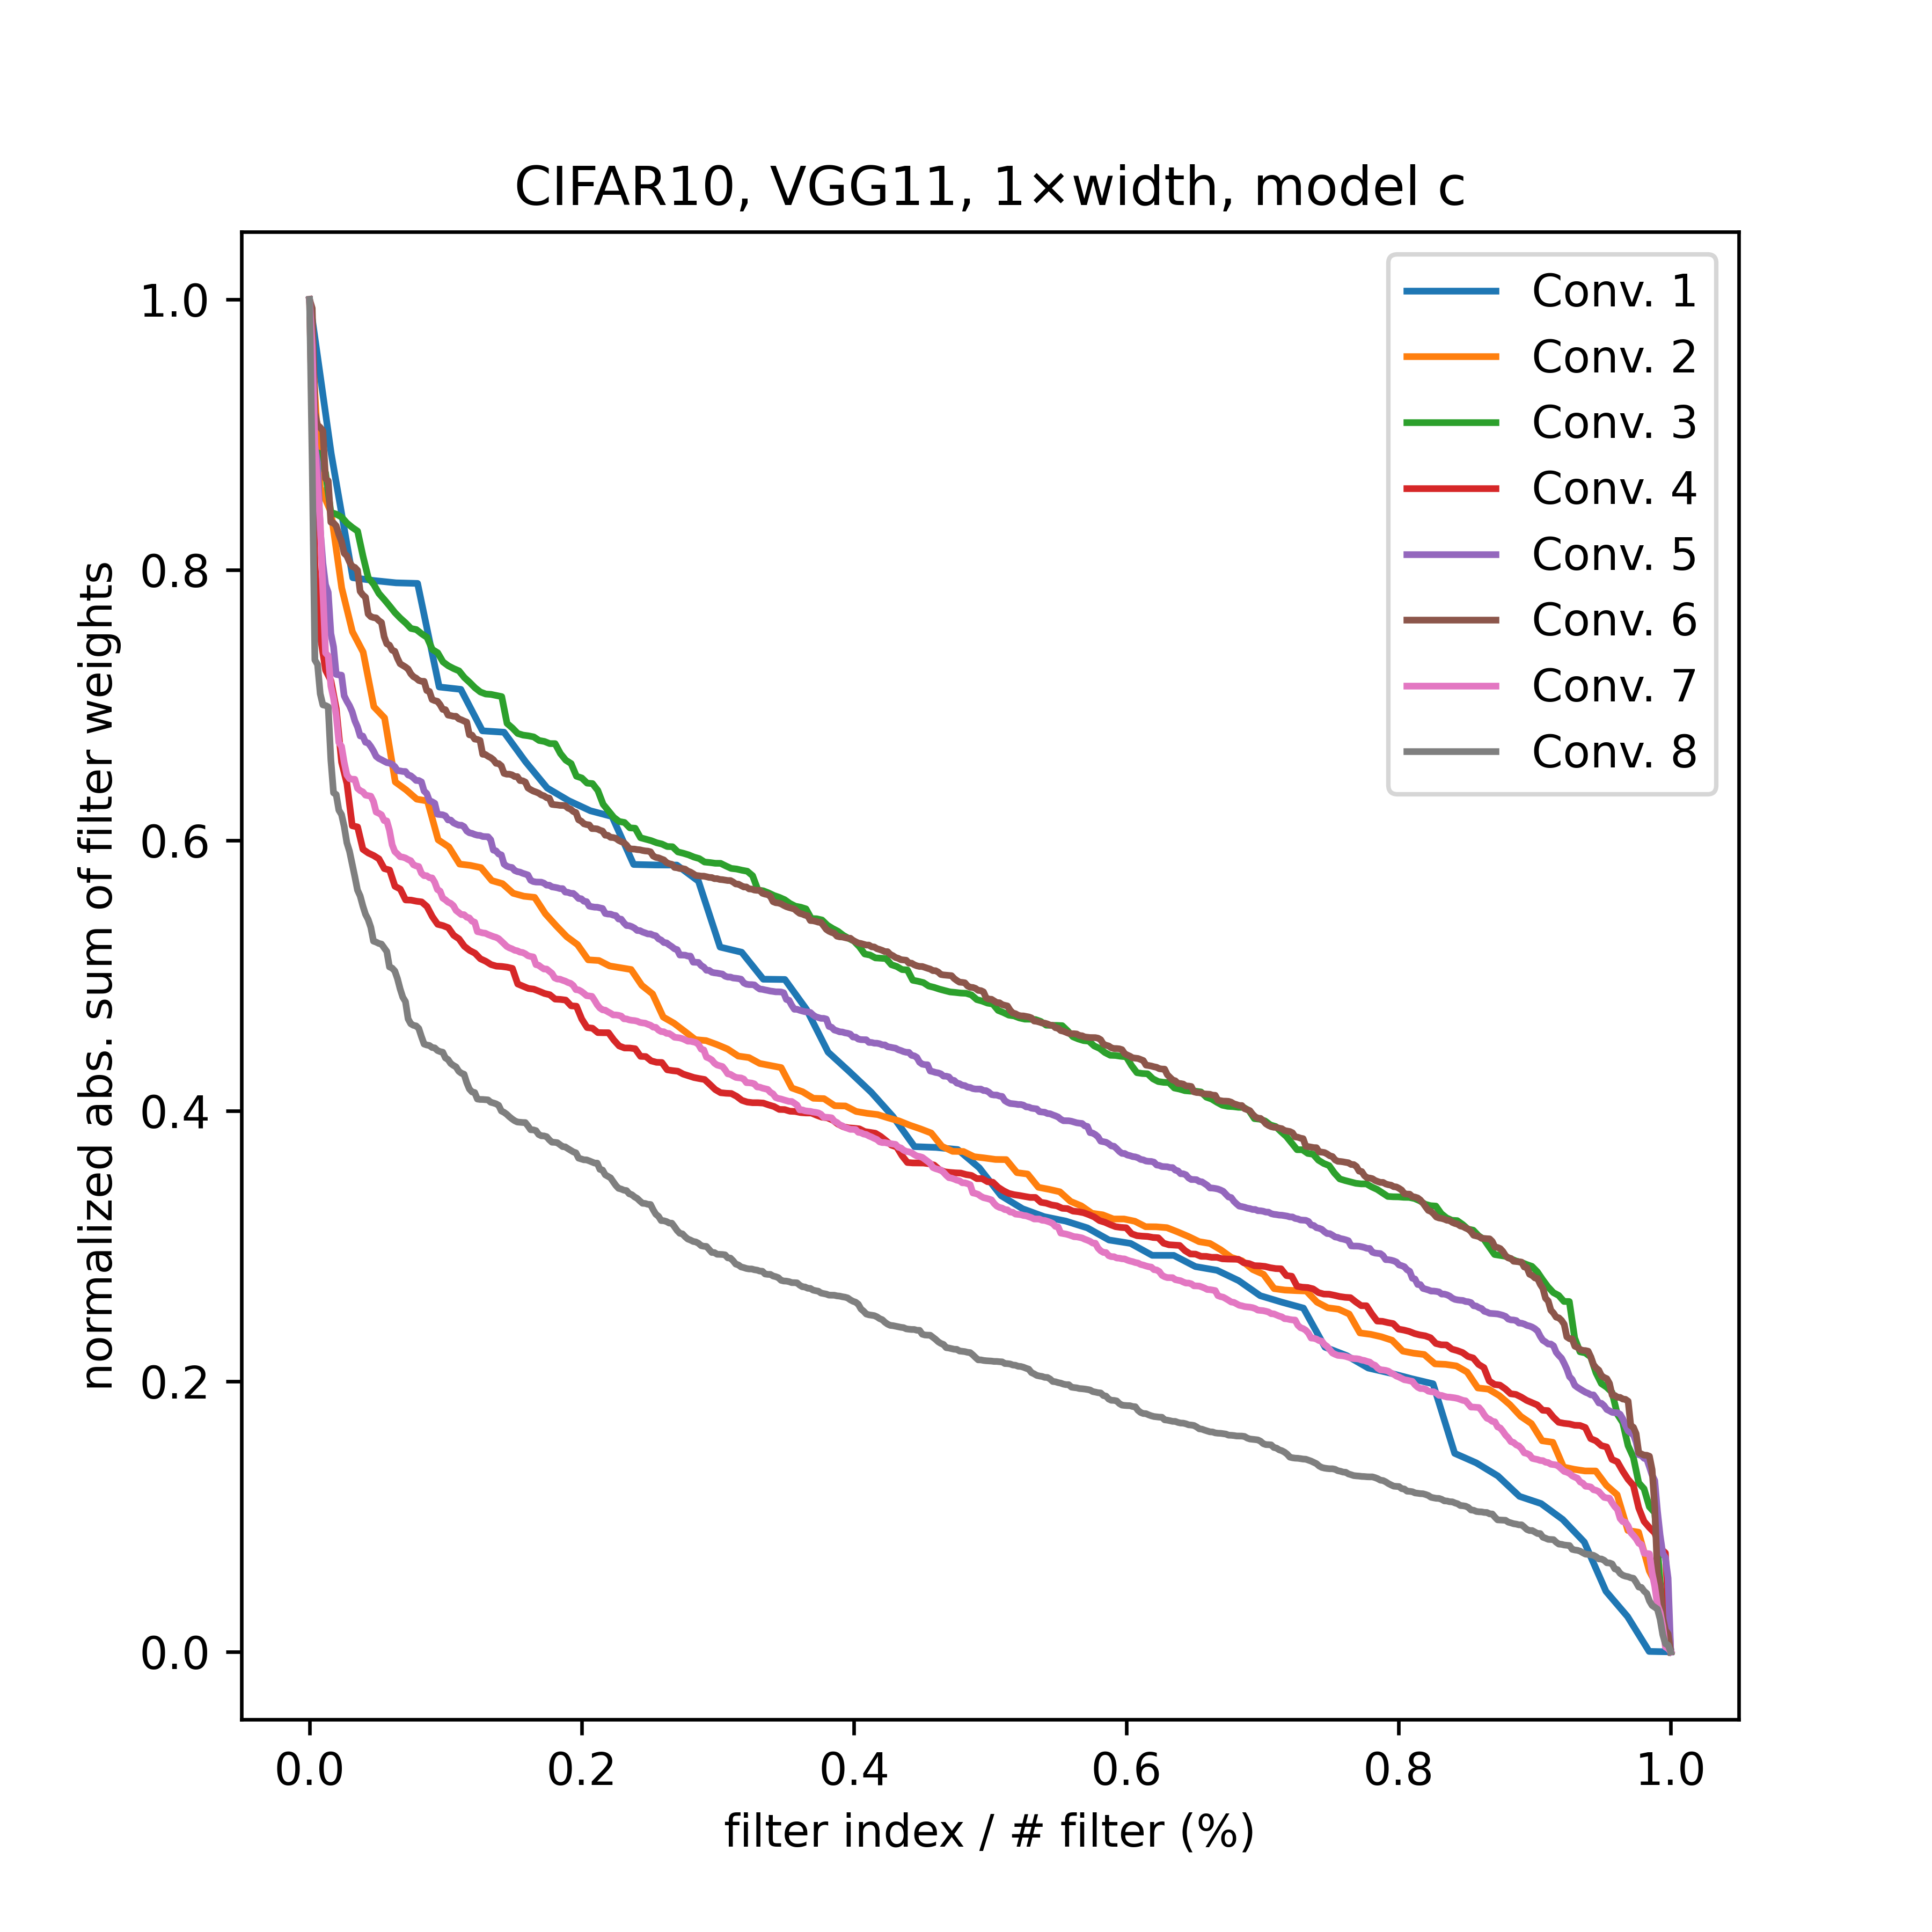 CIFAR10, VGG11, 1×width, model c
normalized abs. sum of filter weights
1.0
0.8
0.6
0.4
0.2
0.0
Conv. 1
Conv. 2
Conv. 3
Conv. 4
Conv. 5
Conv. 6
Conv. 7
Conv. 8
0.0 0.2 0.4 0.6 0.8 1.0
filter index / # filter (%)